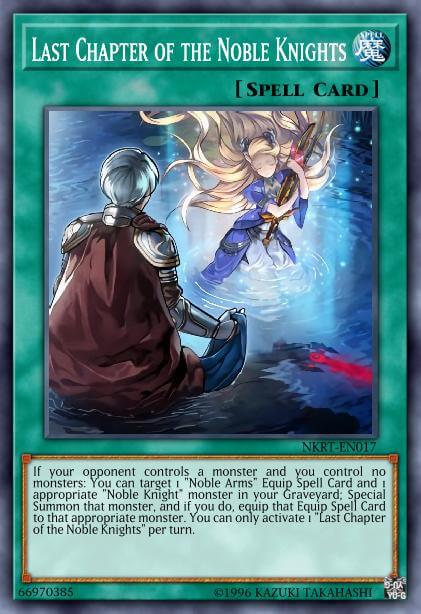 LAST CHAPTER OF THE NOBLE KNIGHTS
SPELL
魔
[ SPELL CARD ]
NKRT-EN017
If your opponent controls a monster and you control no
monsters: You can target 1 "Noble Arms" Equip Spell Card and 1
appropriate "Noble Knight" monster in your Graveyard; Special
Summon that monster, and if you do, equip that Equip Spell Card
to that appropriate monster. You can only activate 1 "Last Chapter
of the Noble Knights" per turn.
66970385
©1996 KAZUKI TAKAHASHI